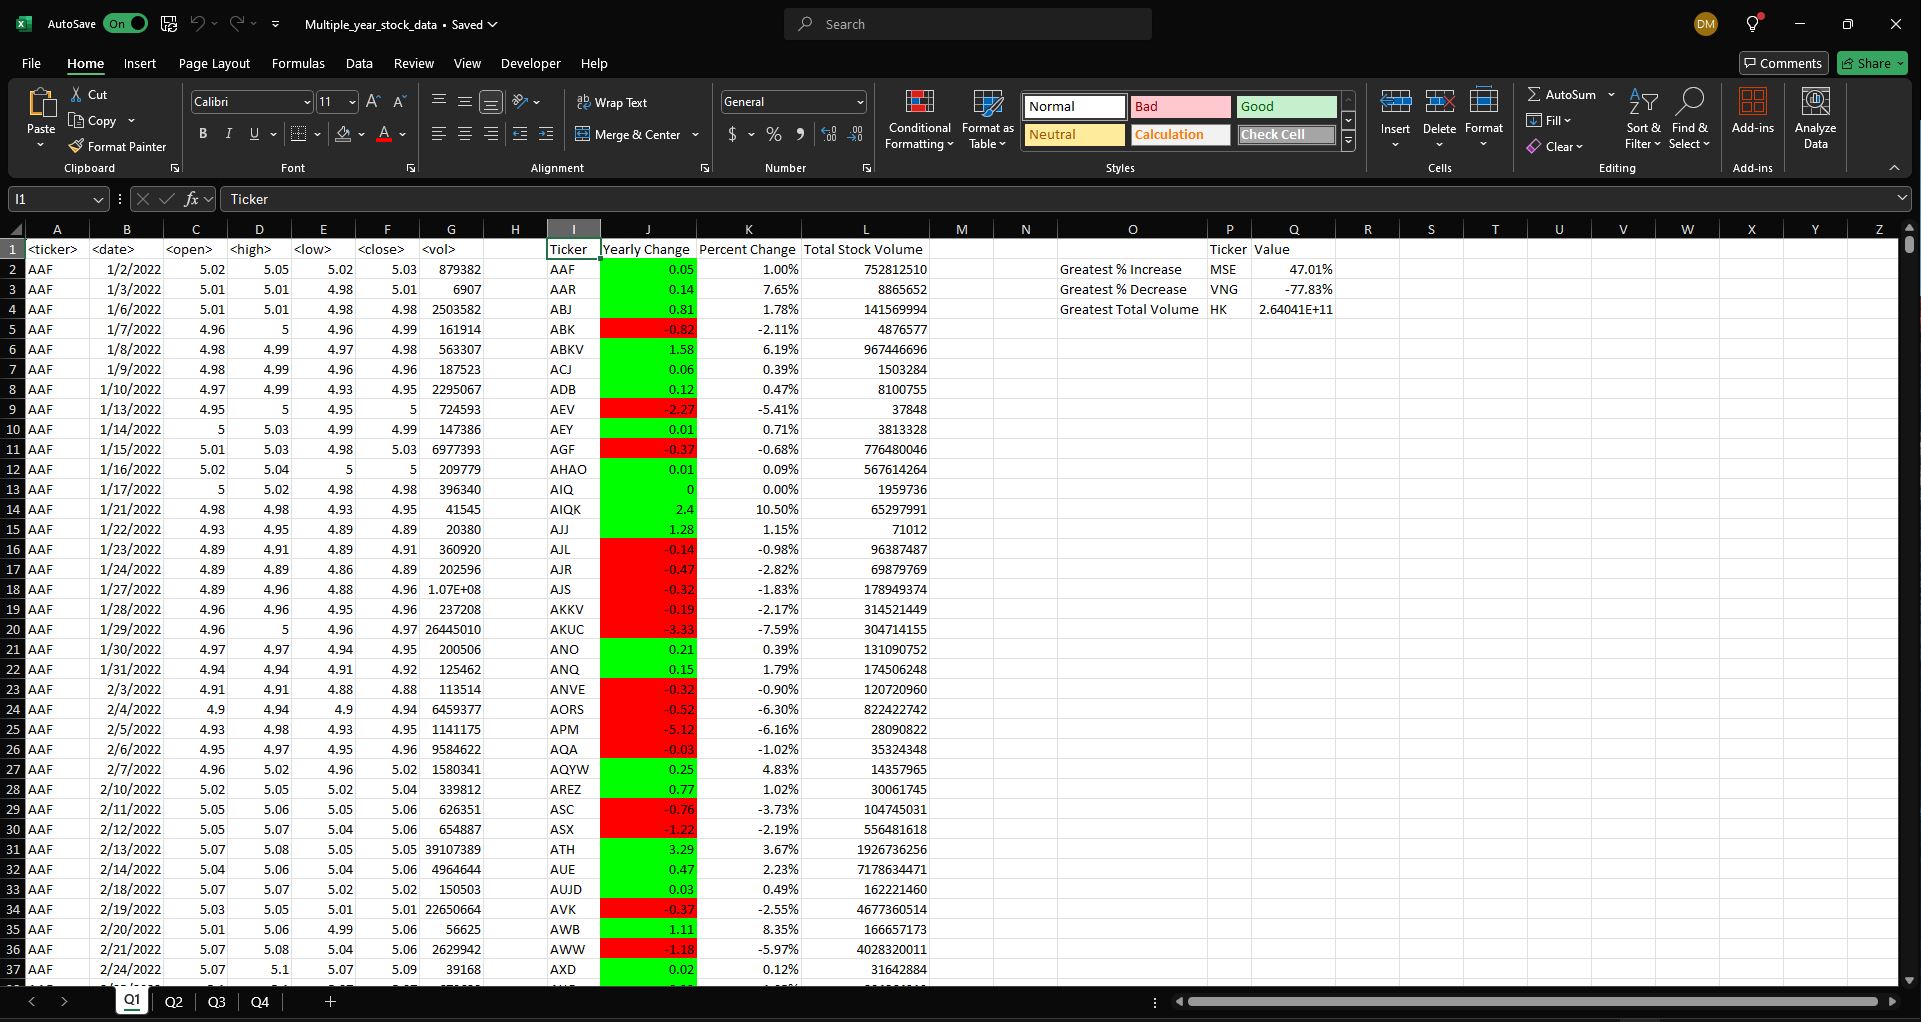 AutoSave On Multiple_year_stock_data • Saved Search DM
File Home Insert Page Layout Formulas Data Review View Developer Help Comments Share
Paste Cut Copy Format Painter Clipboard
Calibri 11 B I U A Font
Wrap Text Merge & Center Alignment
General $ % Number
Conditional Formatting Format as Table
Normal Bad Good
Neutral Calculation Check Cell
Styles
Insert Delete Format Cells
AutoSum Fill Clear Sort & Filter Find & Select Editing
Add-ins Add-ins
Analyze Data
I1 fx Ticker
A B C D E F G H I J K L M N O P Q R S T U V W X Y Z
1 <ticker> <date> <open> <high> <low> <close> <vol> Ticker Yearly Change Percent Change Total Stock Volume Ticker Value
2 AAF 1/2/2022 5.02 5.05 5.02 5.03 879382 AAF 0.05 1.00% 752812510 Greatest % Increase MSE 47.01%
3 AAF 1/3/2022 5.01 5.01 4.98 5.01 6907 AAR 0.14 7.65% 8865652 Greatest % Decrease VNG -77.83%
4 AAF 1/6/2022 5.01 5.01 4.98 4.98 2503582 ABJ 0.81 1.78% 141569994 Greatest Total Volume HK 2.64041E+11
5 AAF 1/7/2022 4.96 5 4.96 4.99 161914 ABK -0.82 -2.11% 4876577
6 AAF 1/8/2022 4.98 4.99 4.97 4.98 563307 ABKV 1.58 6.19% 967446696
7 AAF 1/9/2022 4.98 4.99 4.96 4.96 187523 ACJ 0.06 0.39% 1503284
8 AAF 1/10/2022 4.97 4.99 4.93 4.95 2295067 ADB 0.12 0.47% 8100755
9 AAF 1/13/2022 4.95 5 4.95 5 724593 AEV -2.27 -5.41% 37848
10 AAF 1/14/2022 5 5.03 4.99 4.99 147386 AEY 0.01 0.71% 3813328
11 AAF 1/15/2022 5.01 5.03 4.98 5.03 6977393 AGF -0.37 -0.68% 776480046
12 AAF 1/16/2022 5.02 5.04 5 5 209779 AHAO 0.01 0.09% 567614264
13 AAF 1/17/2022 5 5.02 4.98 4.98 396340 AIQ 0 0.00% 1959736
14 AAF 1/21/2022 4.98 4.98 4.93 4.95 41545 AIQK 2.4 10.50% 65297991
15 AAF 1/22/2022 4.93 4.95 4.89 4.89 20380 AJJ 1.28 1.15% 71012
16 AAF 1/23/2022 4.89 4.91 4.89 4.91 360920 AJL -0.14 -0.98% 96387487
17 AAF 1/24/2022 4.89 4.89 4.86 4.89 202596 AJR -0.47 -2.82% 69879769
18 AAF 1/27/2022 4.89 4.96 4.88 4.96 1.07E+08 AJS -0.32 -1.83% 178949374
19 AAF 1/28/2022 4.96 4.96 4.95 4.96 237208 AKKV -0.19 -2.17% 314521449
20 AAF 1/29/2022 4.96 5 4.96 4.97 26445010 AKUC -3.33 -7.59% 304714155
21 AAF 1/30/2022 4.97 4.97 4.94 4.95 200506 ANO 0.21 0.39% 131090752
22 AAF 1/31/2022 4.94 4.94 4.91 4.92 125462 ANQ 0.15 1.79% 174506248
23 AAF 2/3/2022 4.91 4.91 4.88 4.88 113514 ANVE -0.32 -0.90% 120720960
24 AAF 2/4/2022 4.9 4.94 4.9 4.94 6459377 AORS -0.52 -6.30% 822422742
25 AAF 2/5/2022 4.93 4.98 4.93 4.95 1141175 APM -5.12 -6.16% 28090822
26 AAF 2/6/2022 4.95 4.97 4.95 4.96 9584622 AQA -0.03 -1.02% 35324348
27 AAF 2/7/2022 4.96 5.02 4.96 5.02 1580341 AQYW 0.25 4.83% 14357965
28 AAF 2/10/2022 5.02 5.05 5.02 5.04 339812 AREZ 0.77 1.02% 30061745
29 AAF 2/11/2022 5.05 5.06 5.05 5.06 626351 ASC -0.76 -3.73% 104745031
30 AAF 2/12/2022 5.05 5.07 5.04 5.06 654887 ASX -1.22 -2.19% 556481618
31 AAF 2/13/2022 5.07 5.08 5.05 5.05 39107389 ATH 3.29 3.67% 1926736256
32 AAF 2/14/2022 5.04 5.06 5.04 5.06 4964644 AUE 0.47 2.23% 7178634471
33 AAF 2/18/2022 5.07 5.07 5.02 5.02 150503 AUJD 0.03 0.49% 162221460
34 AAF 2/19/2022 5.03 5.05 5.01 5.01 22650664 AVK -0.37 -2.55% 4677360514
35 AAF 2/20/2022 5.01 5.06 4.99 5.06 56625 AWB 1.11 8.35% 166657173
36 AAF 2/21/2022 5.07 5.08 5.04 5.06 2629942 AWW -1.18 -5.97% 4028320011
37 AAF 2/24/2022 5.07 5.1 5.07 5.09 39168 AXD 0.02 0.12% 31642884
Q1 Q2 Q3 Q4